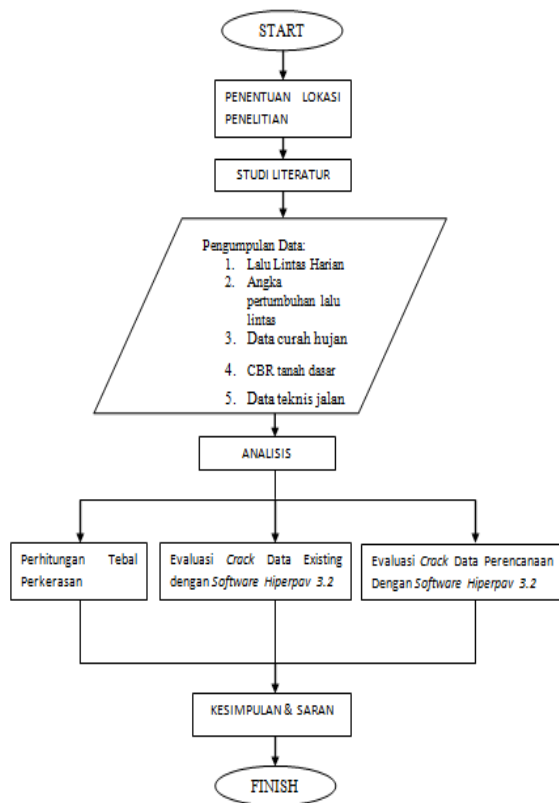 START
PENENTUAN LOKASI
PENELITIAN
STUDI LITERATUR
Pengumpulan Data:
1. Lalu Lintas Harian
2. Angka
pertumbuhan lalu
lintas
3. Data curah hujan
4. CBR tanah dasar
5. Data teknis jalan
ANALISIS
Perhitungan Tebal
Perkerasan
Evaluasi Crack Data Existing
dengan Software Hiperpav 3.2
Evaluasi Crack Data Perencanaan
Dengan Software Hiperpav 3.2
KESIMPULAN & SARAN
FINISH